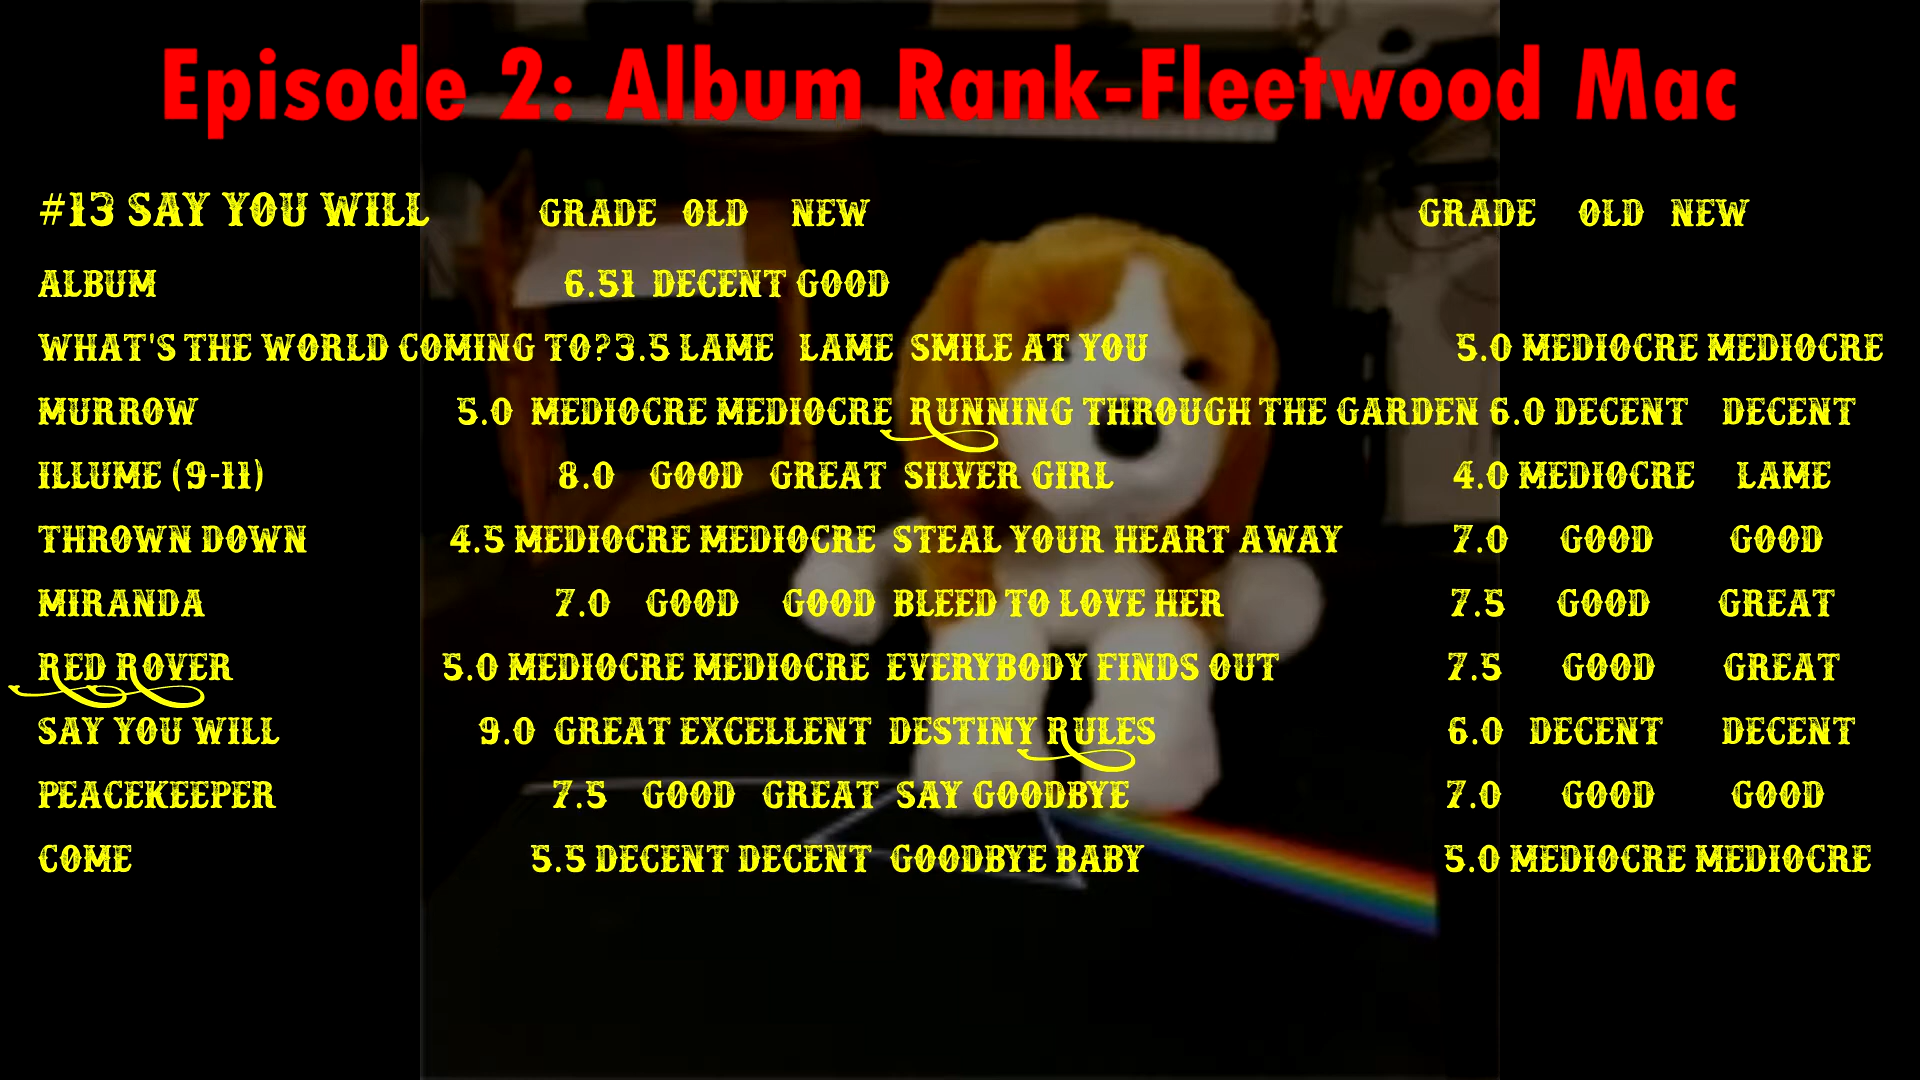 Episode 2: Album Rank-Fleetwood Mac
#13 SAY YOU WILL GRADE OLD NEW GRADE OLD NEW
ALBUM 6.51 DECENT GOOD
WHAT'S THE WORLD COMING TO?3.5 LAME LAME SMILE AT YOU 5.0 MEDIOCRE MEDIOCRE
MURROW 5.0 MEDIOCRE MEDIOCRE RUNNING THROUGH THE GARDEN 6.0 DECENT DECENT
ILLUME (9-11) 8.0 GOOD GREAT SILVER GIRL 4.0 MEDIOCRE LAME
THROWN DOWN 4.5 MEDIOCRE MEDIOCRE STEAL YOUR HEART AWAY 7.0 GOOD GOOD
MIRANDA 7.0 GOOD GOOD BLEED TO LOVE HER 7.5 GOOD GREAT
RED ROVER 5.0 MEDIOCRE MEDIOCRE EVERYBODY FINDS OUT 7.5 GOOD GREAT
SAY YOU WILL 9.0 GREAT EXCELLENT DESTINY RULES 6.0 DECENT DECENT
PEACEKEEPER 7.5 GOOD GREAT SAY GOODBYE 7.0 GOOD GOOD
COME 5.5 DECENT DECENT GOODBYE BABY 5.0 MEDIOCRE MEDIOCRE